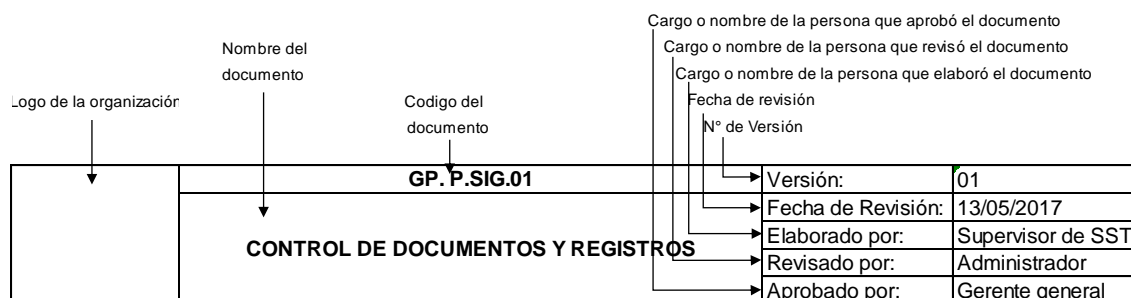 Cargo o nombre de la persona que aprobó el documento
Cargo o nombre de la persona que revisó el documento
Cargo o nombre de la persona que elaboró el documento
Fecha de revisión
N° de Versión
Nombre del
documento
Logo de la organización
Codigo del
documento
GP. P.SIG.01
CONTROL DE DOCUMENTOS Y REGISTROS
Versión: 01
Fecha de Revisión: 13/05/2017
Elaborado por: Supervisor de SST
Revisado por: Administrador
Aprobado por: Gerente general